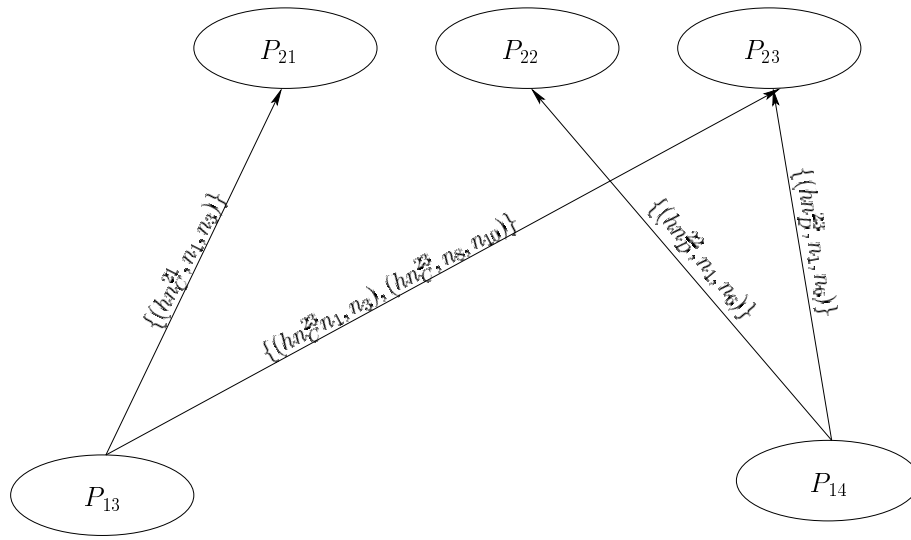 P₂₁
P₂₂
P₂₃
{(hn_C^{21},n₁,n₃)}
{(hn_C^{23}n₁,n₃),(hn_C^{23},n₈,n₁₀)}
{(hn_D^{22},n₁,n₆)}
{(hn_D^{23},n₁,n₆)}
P₁₃
P₁₄